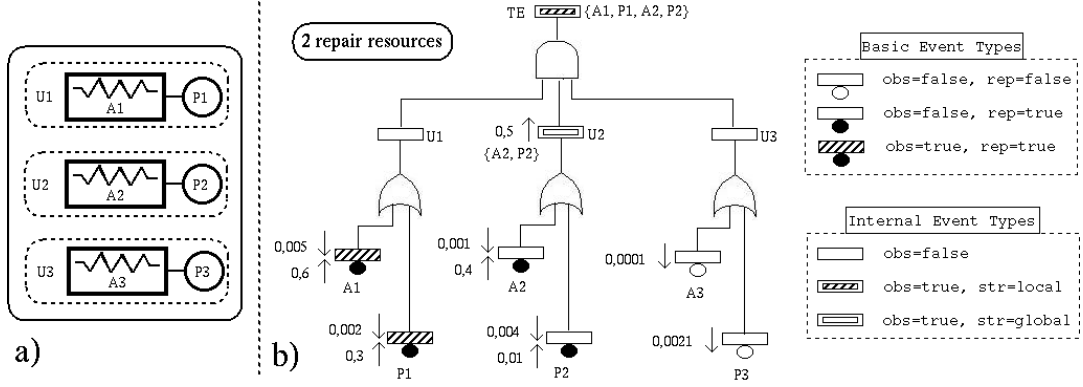 a)
U1
A1
P1
U2
A2
P2
U3
A3
P3
b)
2 repair resources
TE
{A1, P1, A2, P2}
U1
0,5
U2
{A2, P2}
U3
0,005
0,6
A1
0,001
0,4
A2
0,0001
A3
0,002
0,3
P1
0,004
0,01
P2
0,0021
P3
Basic Event Types
obs=false, rep=false
obs=false, rep=true
obs=true, rep=true
Internal Event Types
obs=false
obs=true, str=local
obs=true, str=global